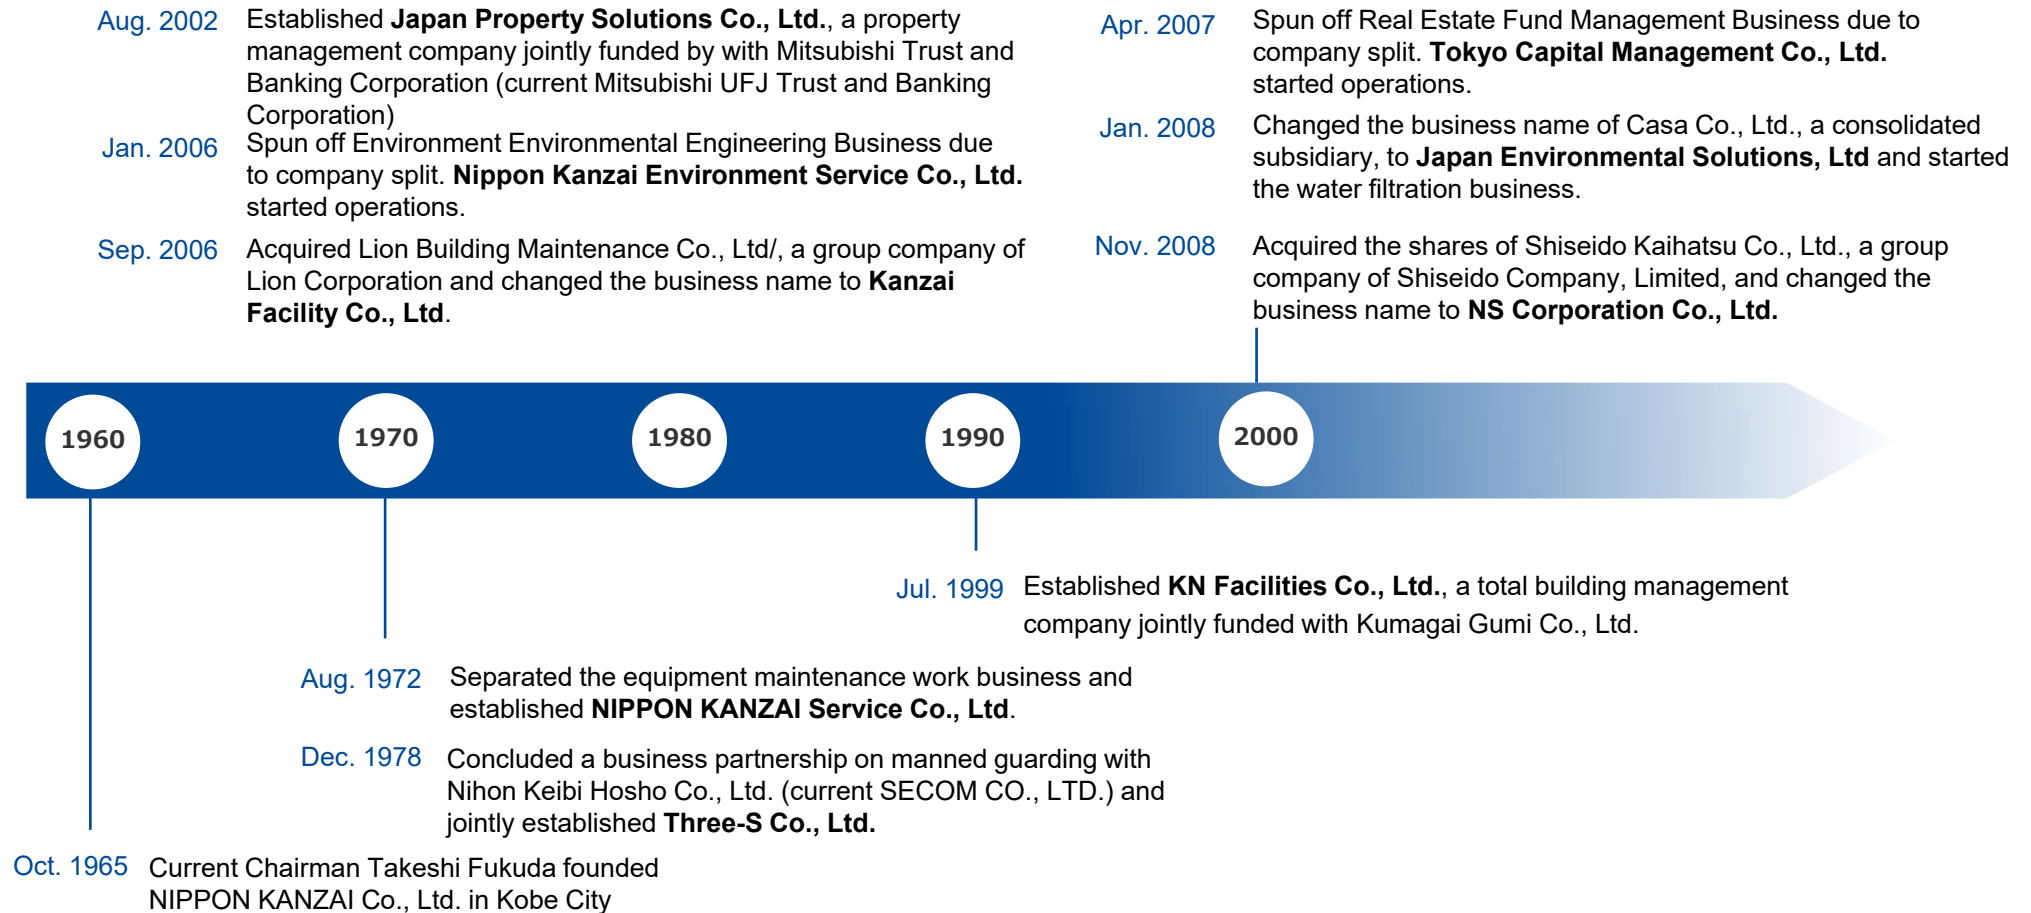 Aug. 2002
Established Japan Property Solutions Co., Ltd., a property
management company jointly funded by with Mitsubishi Trust and
Banking Corporation (current Mitsubishi UFJ Trust and Banking
Corporation)
Jan. 2006
Spun off Environment Environmental Engineering Business due
to company split. Nippon Kanzai Environment Service Co., Ltd.
started operations.
Sep. 2006
Acquired Lion Building Maintenance Co., Ltd/, a group company of
Lion Corporation and changed the business name to Kanzai
Facility Co., Ltd.
Apr. 2007
Spun off Real Estate Fund Management Business due to
company split. Tokyo Capital Management Co., Ltd.
started operations.
Jan. 2008
Changed the business name of Casa Co., Ltd., a consolidated
subsidiary, to Japan Environmental Solutions, Ltd and started
the water filtration business.
Nov. 2008
Acquired the shares of Shiseido Kaihatsu Co., Ltd., a group
company of Shiseido Company, Limited, and changed the
business name to NS Corporation Co., Ltd.
1960
1970
1980
1990
2000
Jul. 1999
Established KN Facilities Co., Ltd., a total building management
company jointly funded with Kumagai Gumi Co., Ltd.
Aug. 1972
Separated the equipment maintenance work business and
established NIPPON KANZAI Service Co., Ltd.
Dec. 1978
Concluded a business partnership on manned guarding with
Nihon Keibi Hosho Co., Ltd. (current SECOM CO., LTD.) and
jointly established Three-S Co., Ltd.
Oct. 1965
Current Chairman Takeshi Fukuda founded
NIPPON KANZAI Co., Ltd. in Kobe City